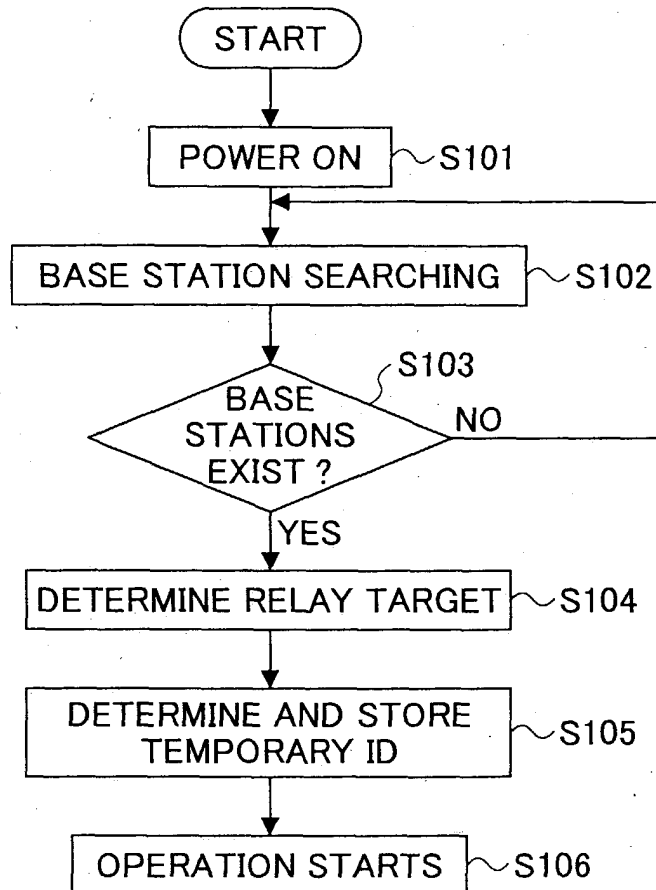 START
POWER ON
S101
BASE STATION SEARCHING
S102
S103
BASE
STATIONS
EXIST ?
NO
YES
DETERMINE RELAY TARGET
S104
DETERMINE AND STORE
TEMPORARY ID
S105
OPERATION STARTS
S106